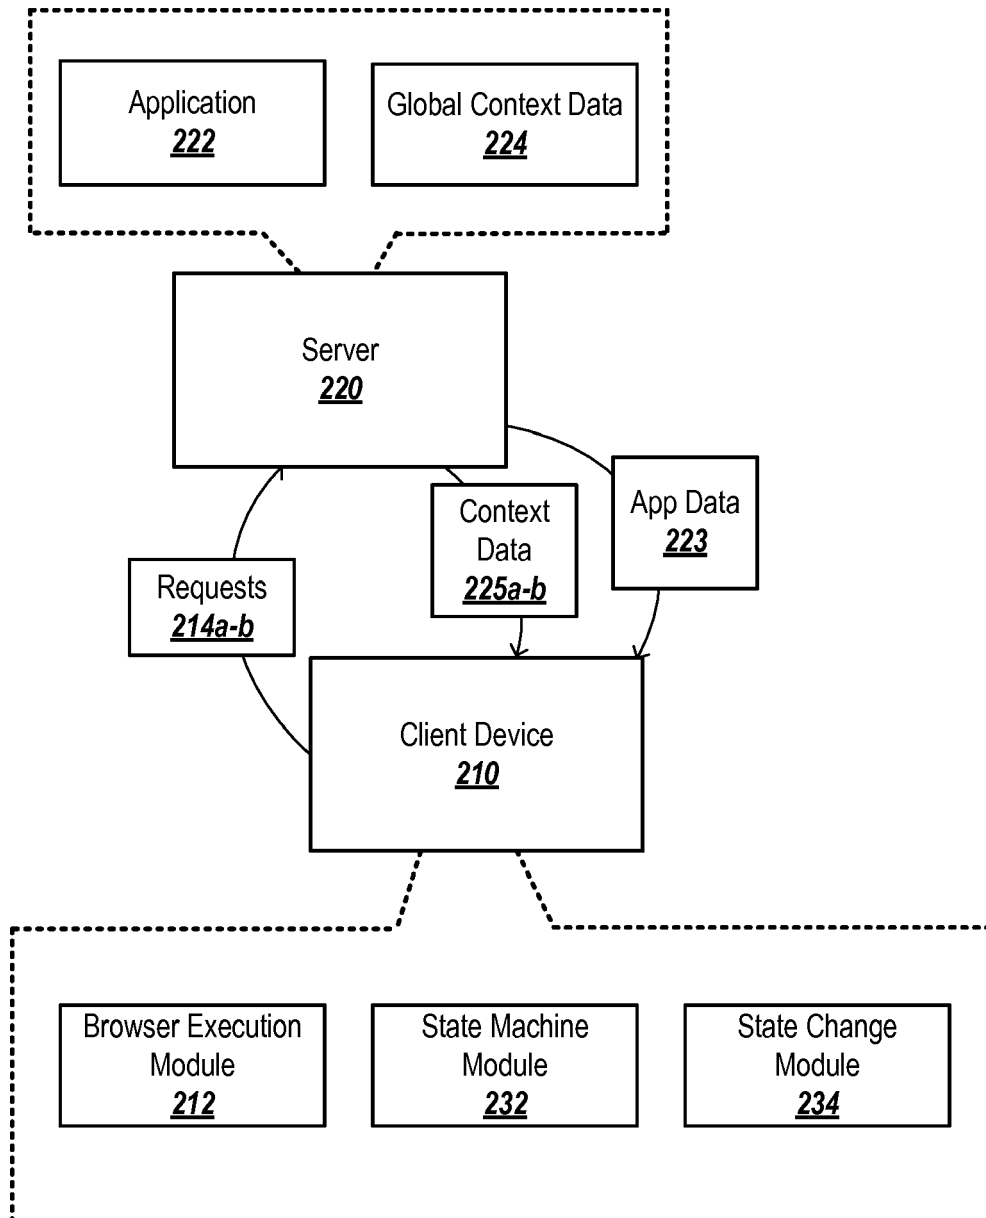 Application
222
Global Context Data
224
Server
220
Context
Data
225a-b
App Data
223
Requests
214a-b
Client Device
210
Browser Execution
Module
212
State Machine
Module
232
State Change
Module
234